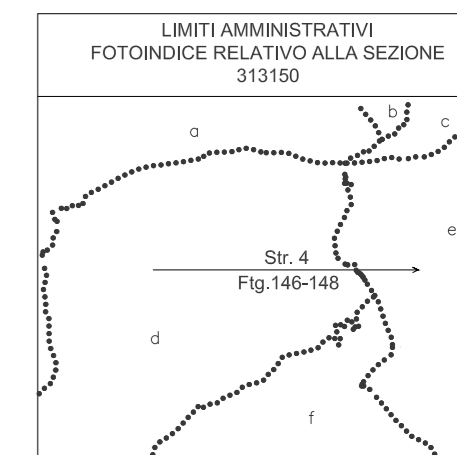 LIMITI AMMINISTRATIVI
FOTOINDICE RELATIVO ALLA SEZIONE
313150
b
c
a
e
Str. 4
Ftg.146-148
d
f